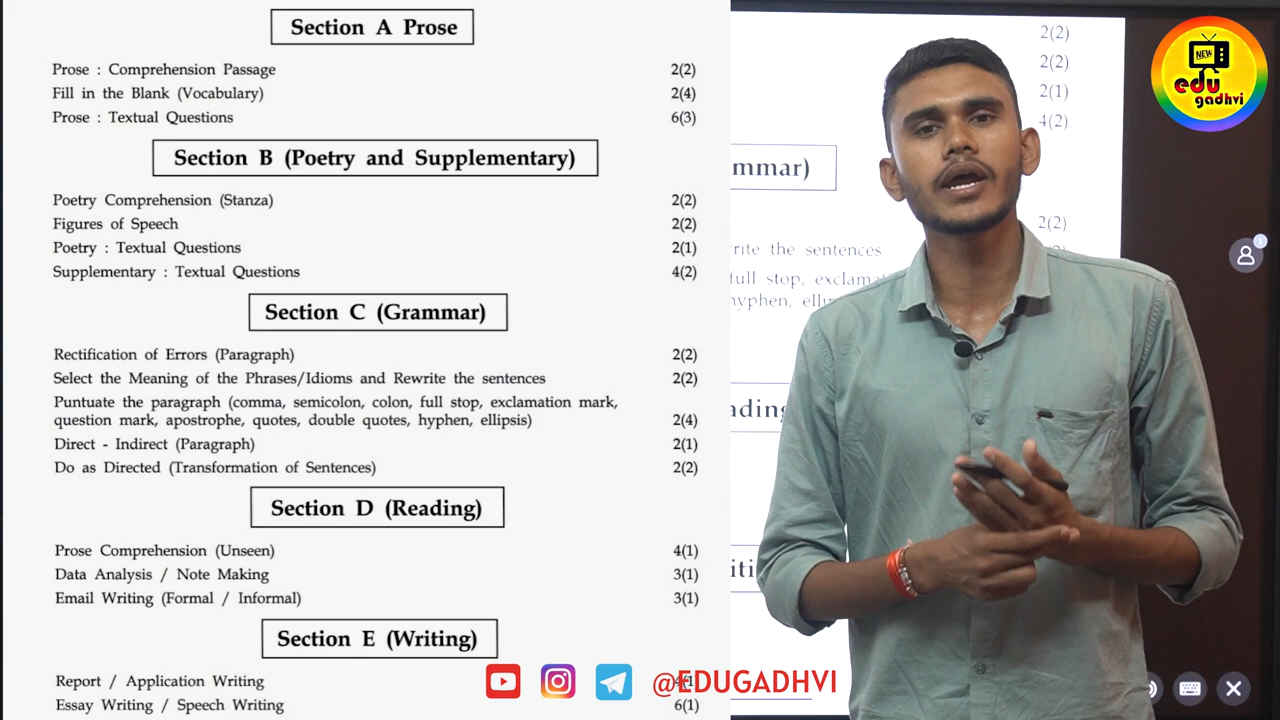 Section A Prose
Prose : Comprehension Passage 2(2)
Fill in the Blank (Vocabulary) 2(4)
Prose : Textual Questions 6(3)
Section B (Poetry and Supplementary)
Poetry Comprehension (Stanza) 2(2)
Figures of Speech 2(2)
Poetry : Textual Questions 2(1)
Supplementary : Textual Questions 4(2)
Section C (Grammar)
Rectification of Errors (Paragraph) 2(2)
Select the Meaning of the Phrases/Idioms and Rewrite the sentences 2(2)
Puntuate the paragraph (comma, semicolon, colon, full stop, exclamation mark,
question mark, apostrophe, quotes, double quotes, hyphen, ellipsis) 2(4)
Direct - Indirect (Paragraph) 2(1)
Do as Directed (Transformation of Sentences) 2(2)
Section D (Reading)
Prose Comprehension (Unseen) 4(1)
Data Analysis / Note Making 3(1)
Email Writing (Formal / Informal) 3(1)
Section E (Writing)
Report / Application Writing
Essay Writing / Speech Writing 6(1)
@EDUGADHVI
2(2)
2(2)
2(1)
4(2)
mmar)
2(2)
rite the sentences
full stop, exclama
hyphen, elli
ading
NEW
edu
gadhvi
1